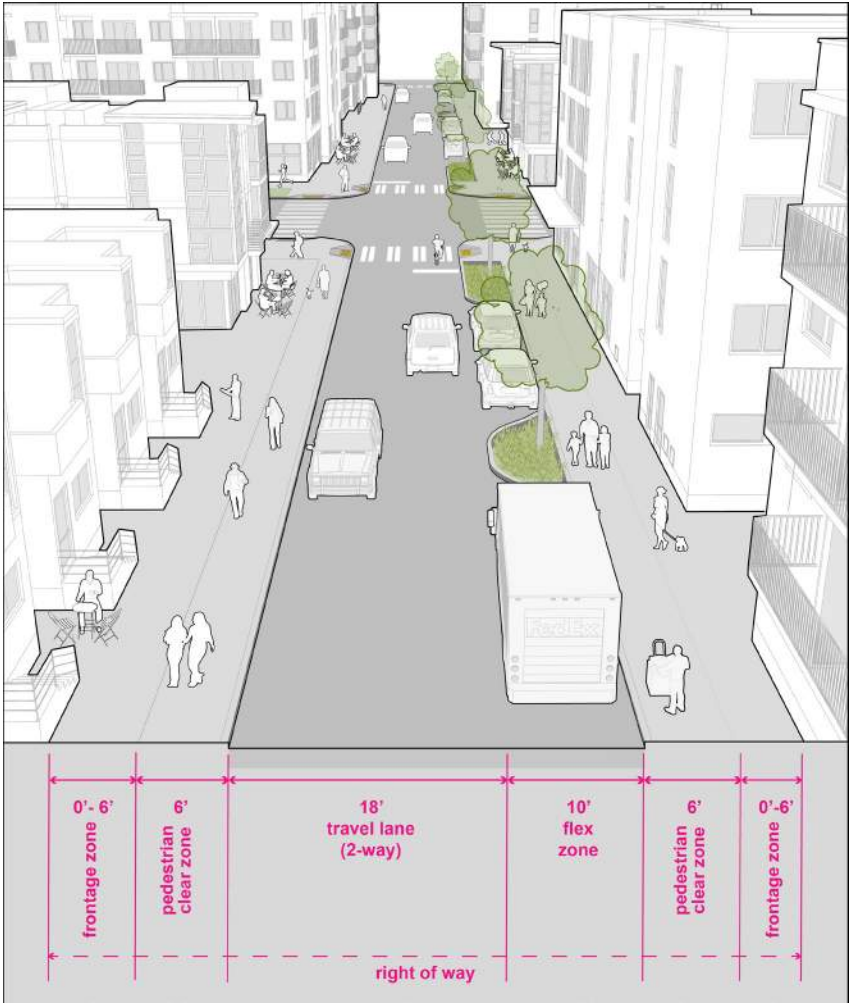 FedEx
0'- 6'
frontage zone
6'
pedestrian
clear zone
18'
travel lane
(2-way)
10'
flex
zone
6'
pedestrian
clear zone
0'-6'
frontage zone
right of way